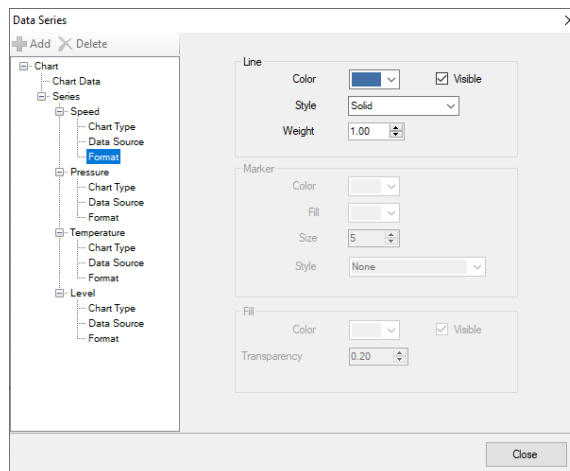 Data Series
Add Delete
Chart
Chart Data
Series
Speed
Chart Type
Data Source
Format
Pressure
Chart Type
Data Source
Format
Temperature
Chart Type
Data Source
Format
Level
Chart Type
Data Source
Format
Line
Color Visible
Style Solid
Weight 1.00
Marker
Color
Fill
Size 5
Style None
Fill
Color Visible
Transparency 0.20
Close